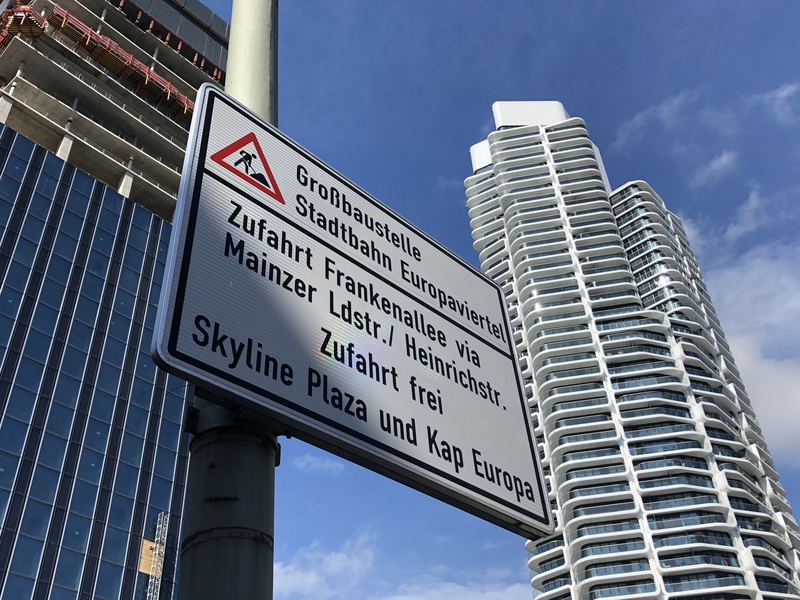 Großbaustelle
Stadtbahn Europaviertel
Zufahrt Frankenallee via
Mainzer Ldstr./ Heinrichstr.
Zufahrt frei
Skyline Plaza und Kap Europa